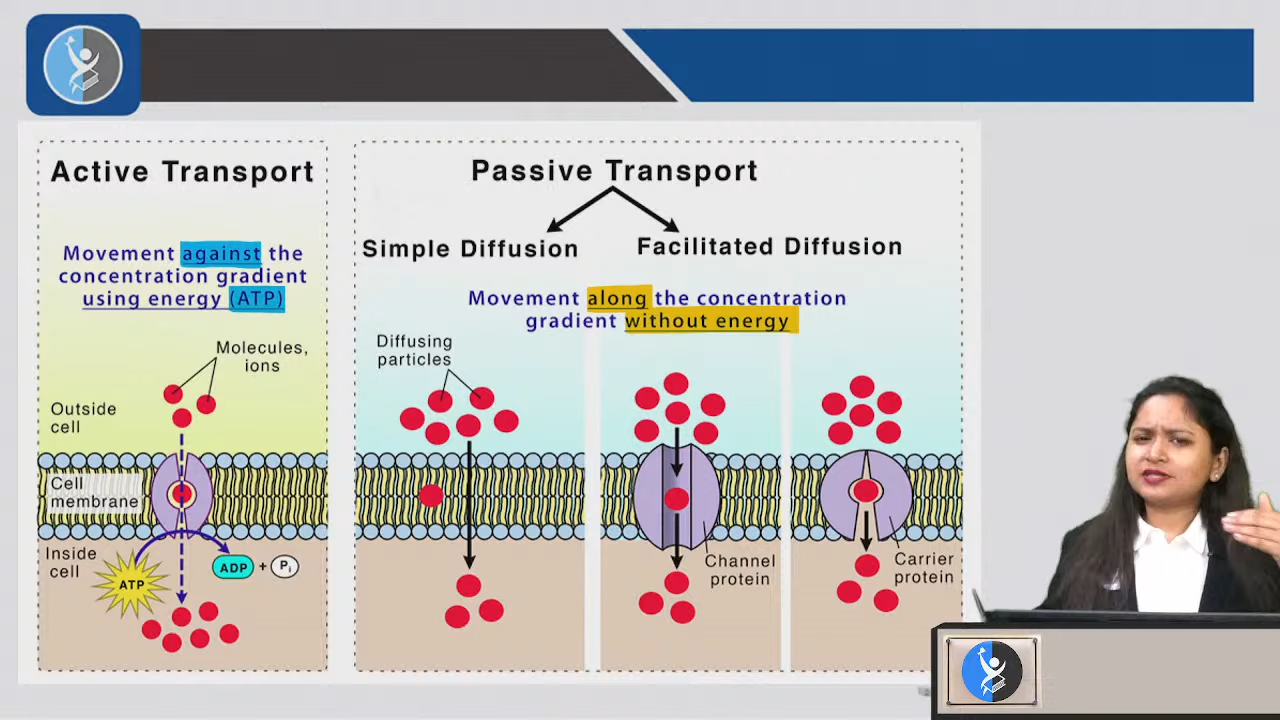 Active Transport
Movement against the
concentration gradient
using energy (ATP)
Molecules,
ions
Outside
cell
Cell
membrane
Inside
cell
ATP
ADP + Pi
Passive Transport
Simple Diffusion
Facilitated Diffusion
Movement along the concentration
gradient without energy
Diffusing
particles
Channel
protein
Carrier
protein